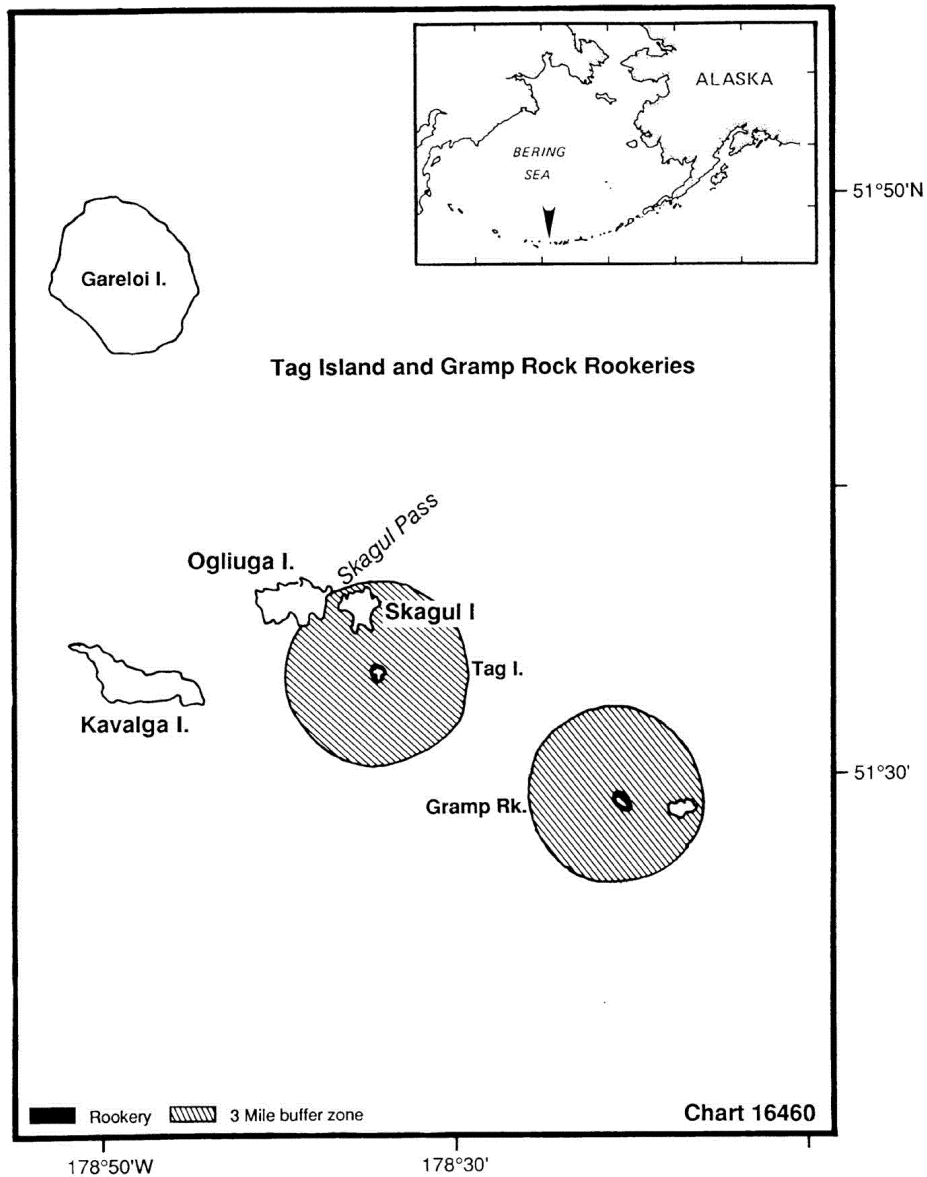 ALASKA
BERING
SEA
51°50'N
Gareloi I.
Tag Island and Gramp Rock Rookeries
Skagul Pass
Ogliuga I.
Skagul I
Tag I.
Kavalga I.
51°30'
Gramp Rk.
Rookery
3 Mile buffer zone
Chart 16460
178°50'W
178°30'